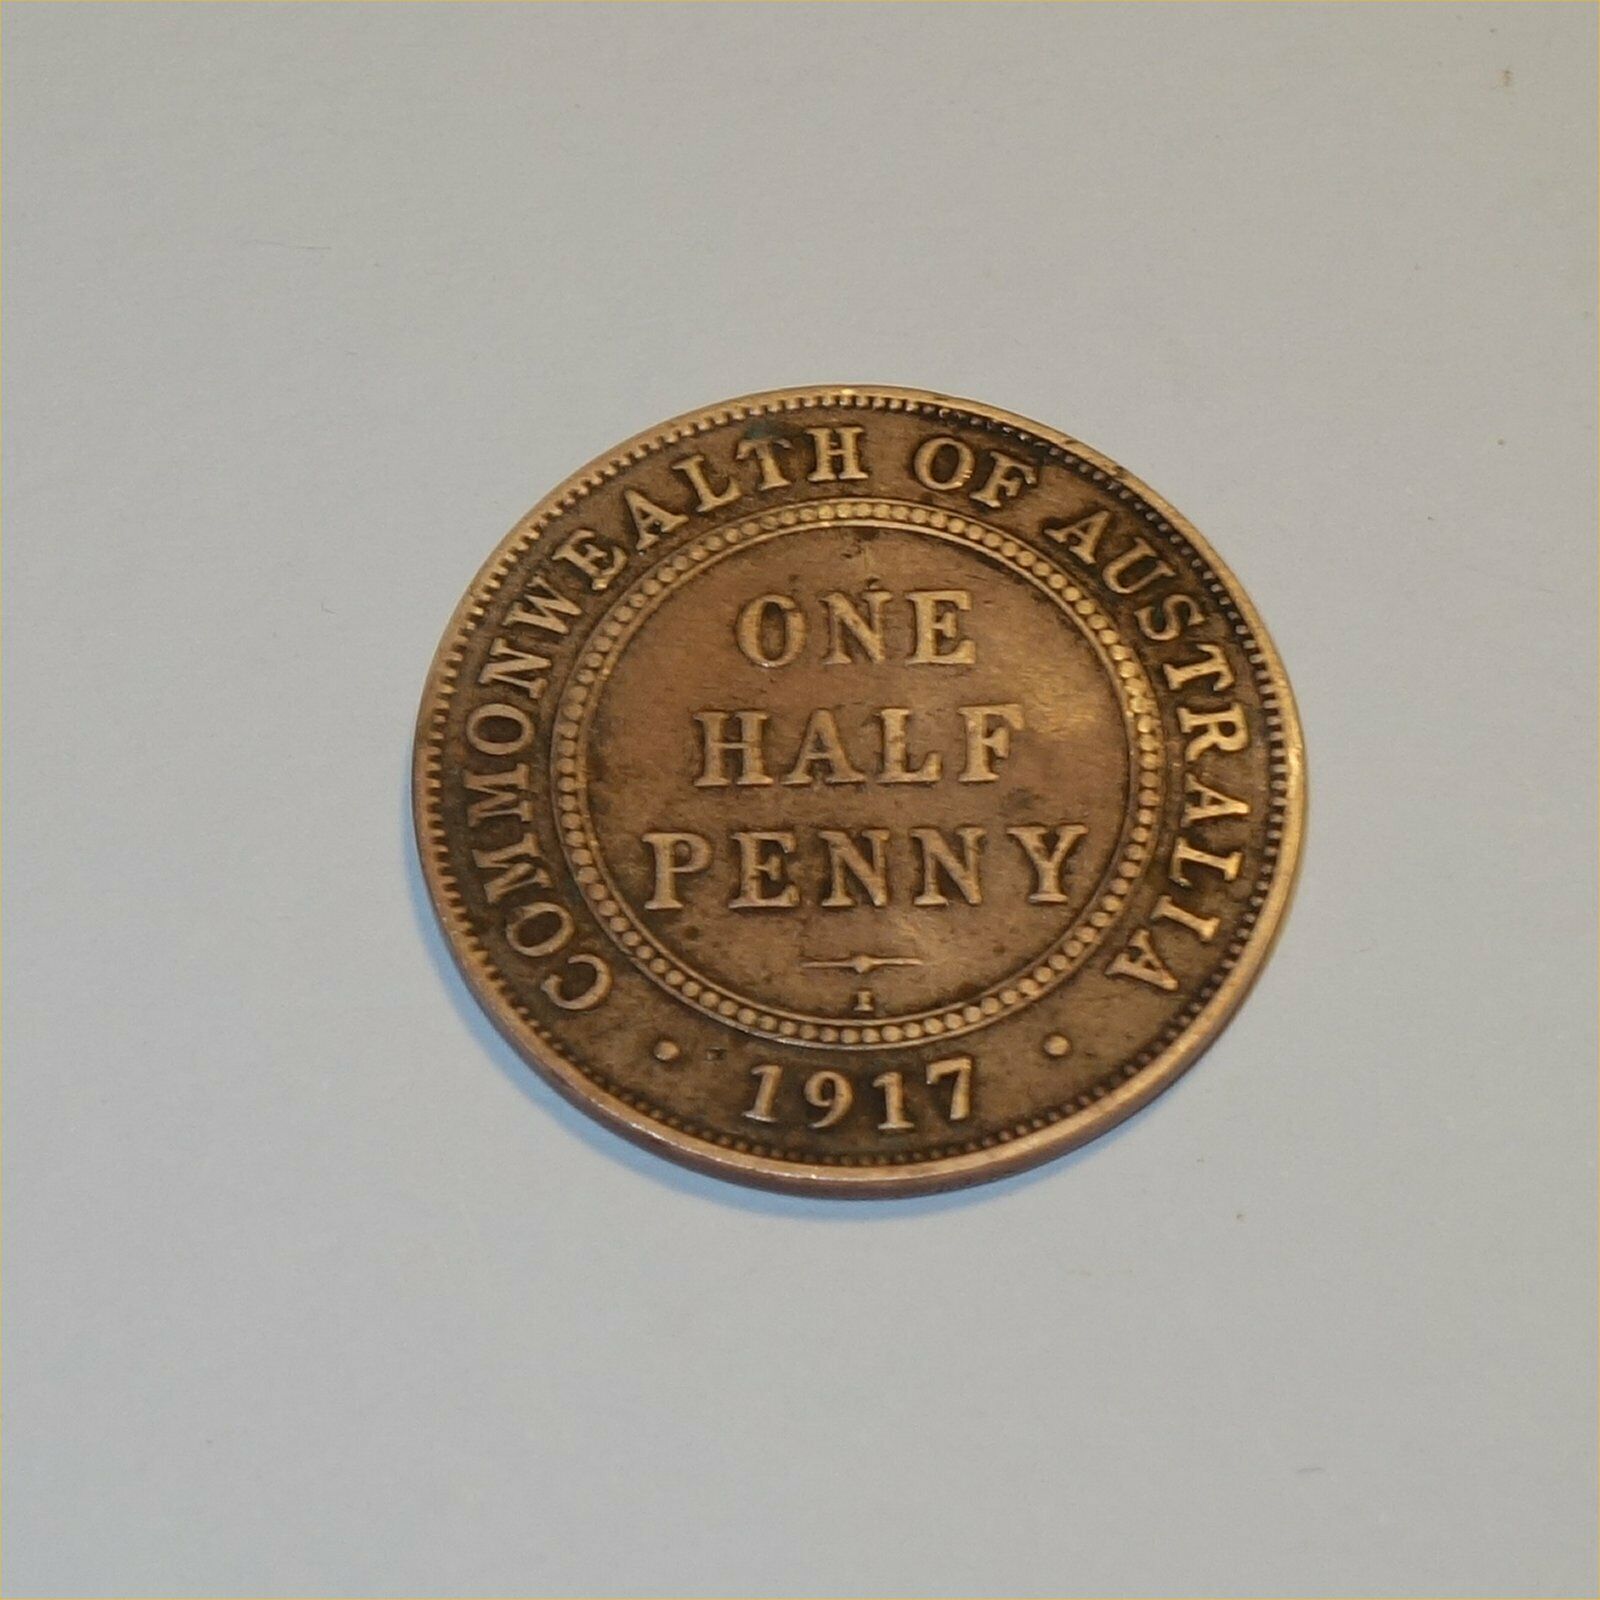 COMMONWEALTH OF AUSTRALIA
ONE
HALF
PENNY
I
· 1917 ·